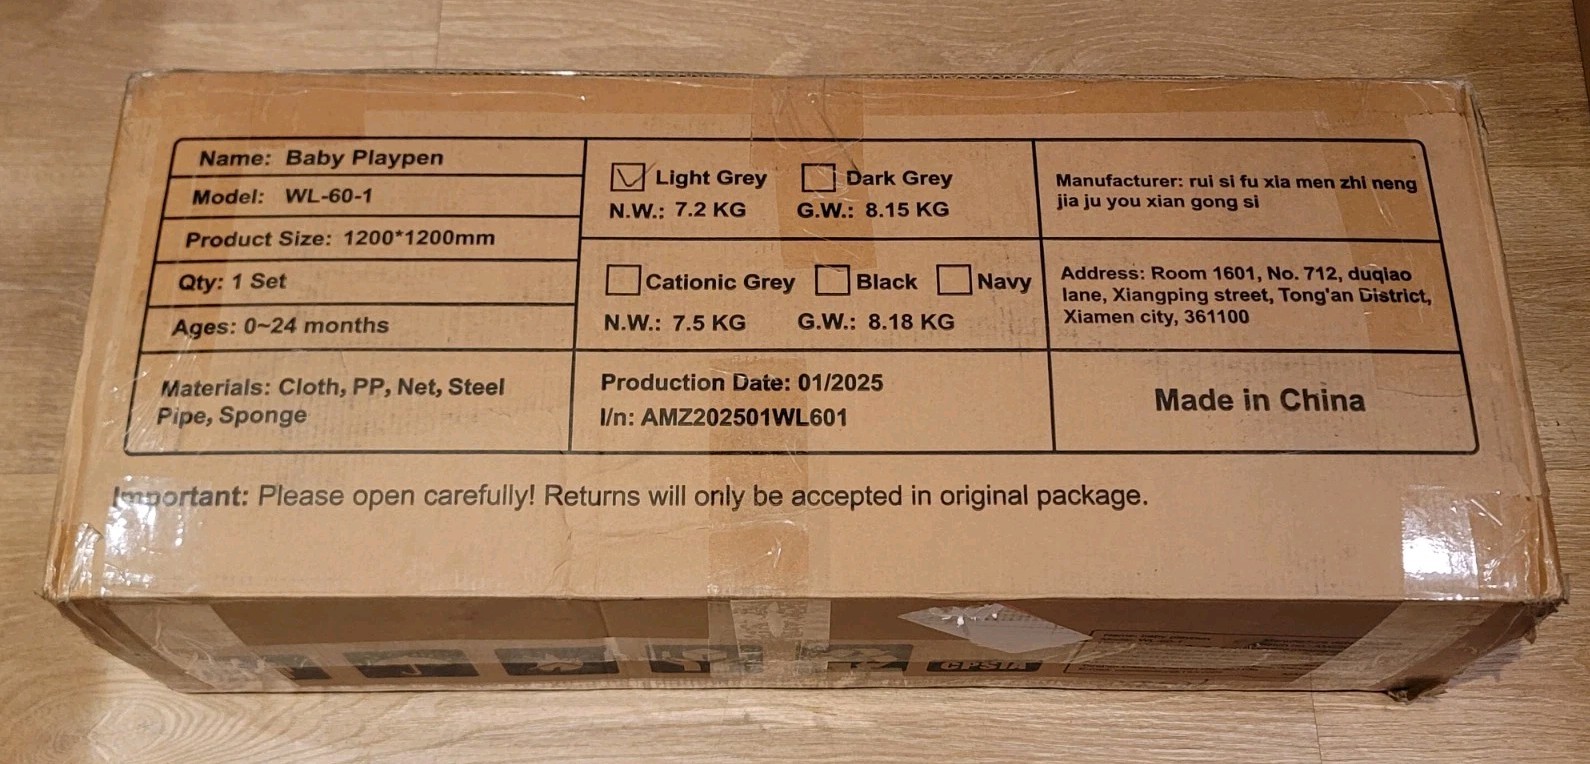 Name: Baby Playpen
Model: WL-60-1
Product Size: 1200*1200mm
Qty: 1 Set
Ages: 0~24 months
Materials: Cloth, PP, Net, Steel
Pipe, Sponge
Light Grey Dark Grey
N.W.: 7.2 KG G.W.: 8.15 KG
Cationic Grey Black Navy
N.W.: 7.5 KG G.W.: 8.18 KG
Production Date: 01/2025
I/n: AMZ202501WL601
Manufacturer: rui si fu xia men zhi neng
jia ju you xian gong si
Address: Room 1601, No. 712, duqiao
lane, Xiangping street, Tong'an District,
Xiamen city, 361100
Made in China
Important: Please open carefully! Returns will only be accepted in original package.
CPSIA